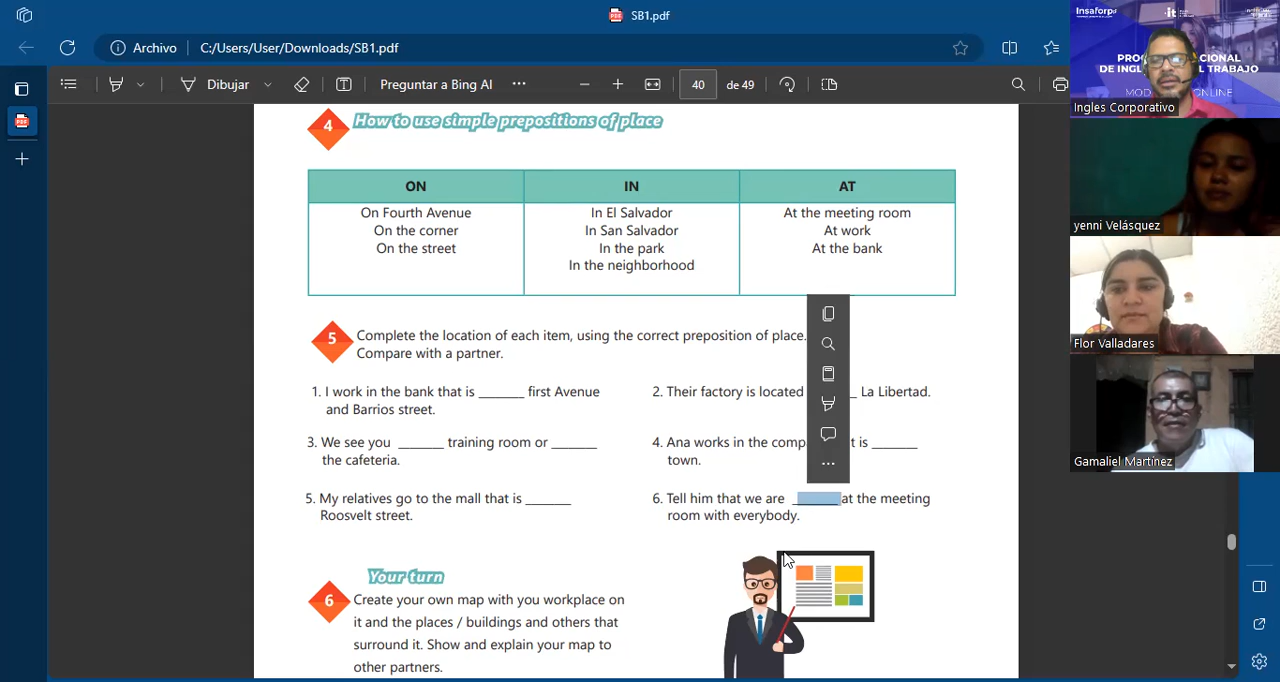 SB1.pdf
Archivo C:/Users/User/Downloads/SB1.pdf
Dibujar Preguntar a Bing AI 40 de 49
4 How to use simple prepositions of place
ON IN AT
On Fourth Avenue In El Salvador At the meeting room
On the corner In San Salvador At work
On the street In the park At the bank
In the neighborhood
5 Complete the location of each item, using the correct preposition of place.
Compare with a partner.
1. I work in the bank that is _______ first Avenue
and Barrios street.
2. Their factory is located _ La Libertad.
3. We see you _______ training room or _______
the cafeteria.
4. Ana works in the comp t is _______
town.
5. My relatives go to the mall that is _______
Roosvelt street.
6. Tell him that we are _______at the meeting
room with everybody.
6 Your turn
Create your own map with you workplace on
it and the places / buildings and others that
surround it. Show and explain your map to
other partners.
Insaforp
it
CIONAL
DE INGL L TRABAJO
ONLINE
Ingles Corporativo
yenni Velásquez
Flor Valladares
Gamaliel Martínez